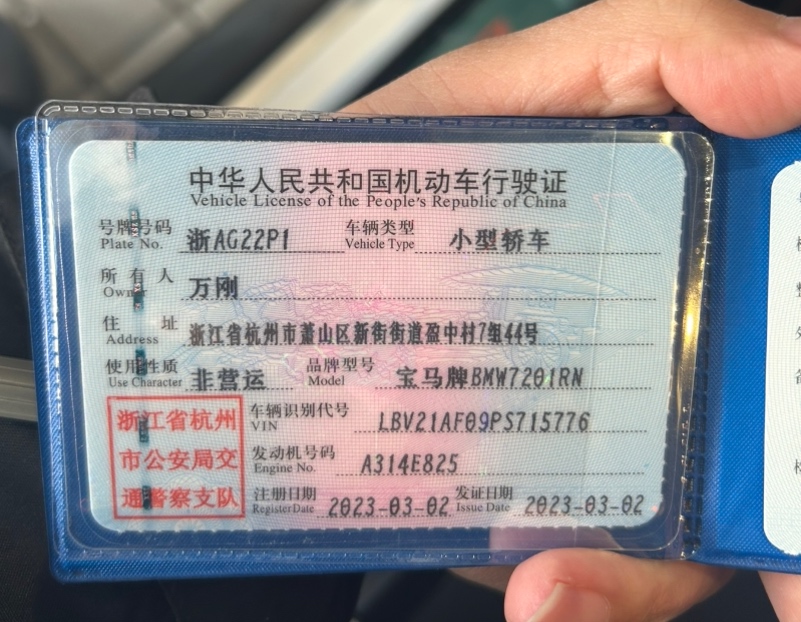 中华人民共和国机动车行驶证
Vehicle License of the People's Republic of China
号牌号码 浙AG22P1 车辆类型 小型轿车
Plate No. Vehicle Type
所有人 万刚
Owner
住址 浙江省杭州市萧山区新街街道盈中村7组44号
Address
使用性质 非营运 品牌型号 宝马牌BMW7201RN
Use Character Model
浙江省杭州
市公安局交
通警察支队
车辆识别代号 LBV21AF09PS715776
VIN
发动机号码 A314E825
Engine No.
注册日期 2023-03-02 发证日期 2023-03-02
Register Date Issue Date